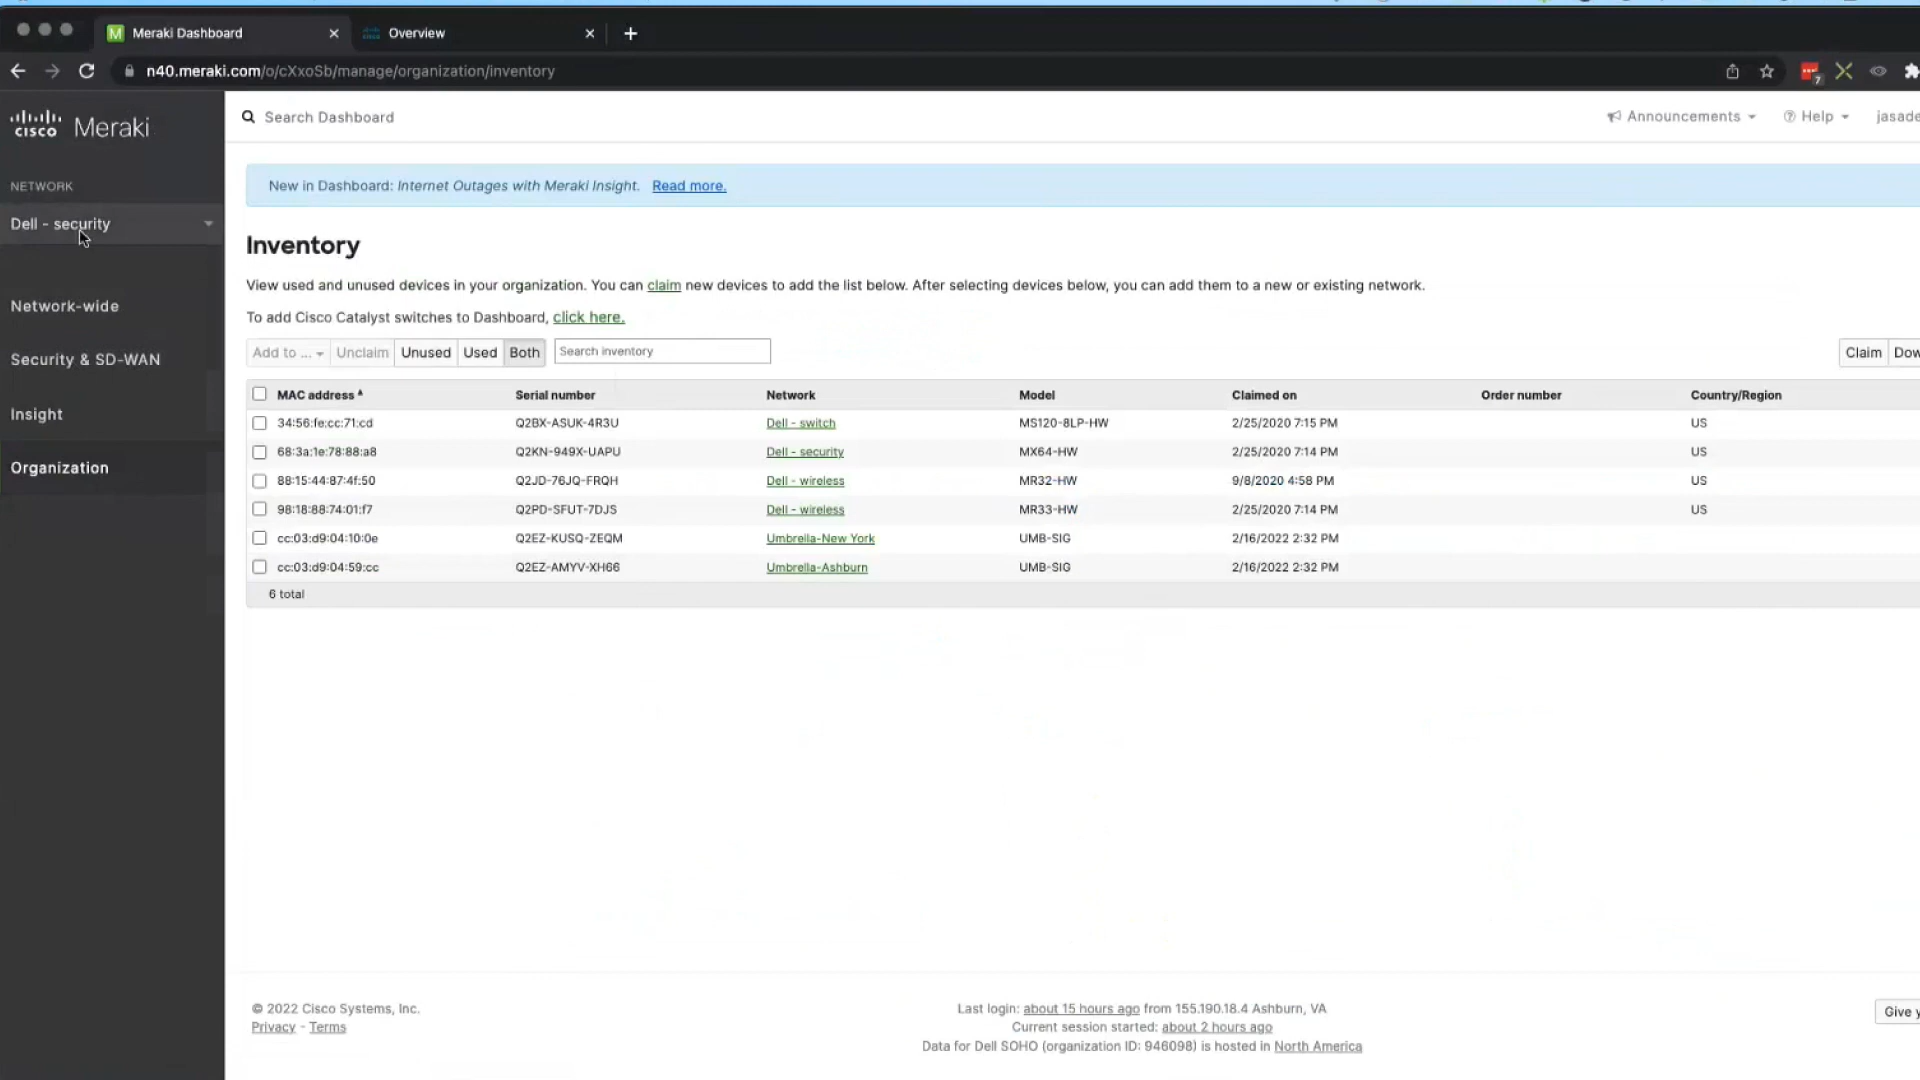 Meraki Dashboard
Overview
n40.meraki.com/o/cXxoSb/manage/organization/inventory
7
cisco Meraki
Search Dashboard
Announcements
Help
jasade
NETWORK
Dell - security
Network-wide
Security & SD-WAN
Insight
Organization
New in Dashboard: Internet Outages with Meraki Insight. Read more.
Inventory
View used and unused devices in your organization. You can claim new devices to add the list below. After selecting devices below, you can add them to a new or existing network.
To add Cisco Catalyst switches to Dashboard, click here.
Add to ... Unclaim Unused Used Both Search inventory Claim Dow
MAC address Serial number Network Model Claimed on Order number Country/Region
34:56:fe:cc:71:cd Q2BX-ASUK-4R3U Dell - switch MS120-8LP-HW 2/25/2020 7:15 PM US
68:3a:1e:78:88:a8 Q2KN-949X-UAPU Dell - security MX64-HW 2/25/2020 7:14 PM US
88:15:44:87:4f:50 Q2JD-76JQ-FRQH Dell - wireless MR32-HW 9/8/2020 4:58 PM US
98:18:88:74:01:f7 Q2PD-SFUT-7DJS Dell - wireless MR33-HW 2/25/2020 7:14 PM US
cc:03:d9:04:10:0e Q2EZ-KUSQ-ZEQM Umbrella-New York UMB-SIG 2/16/2022 2:32 PM
cc:03:d9:04:59:cc Q2EZ-AMYV-XH66 Umbrella-Ashburn UMB-SIG 2/16/2022 2:32 PM
6 total
© 2022 Cisco Systems, Inc.
Privacy - Terms
Last login: about 15 hours ago from 155.190.18.4 Ashburn, VA
Current session started: about 2 hours ago
Data for Dell SOHO (organization ID: 946098) is hosted in North America
Give y